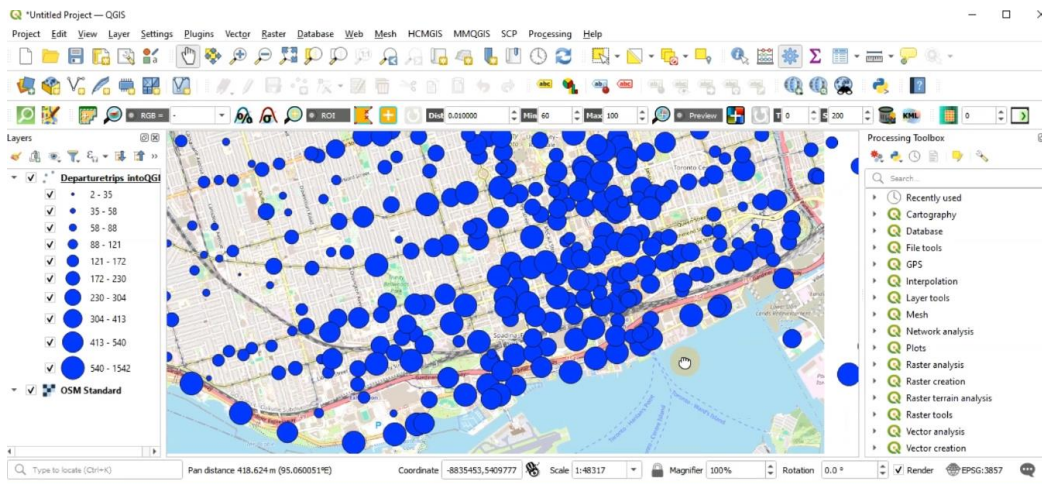 *Untitled Project — QGIS
Project Edit View Layer Settings Plugins Vector Raster Database Web Mesh HCMGIS MMQGIS SCP Processing Help
RGB = - ROI Dist 0.010000 Min 60 Max 100 Preview T 0 S 200 KML 0
Layers
Departuretrips intoQGI
2 - 35
35 - 58
58 - 88
88 - 121
121 - 172
172 - 230
230 - 304
304 - 413
413 - 540
540 - 1542
OSM Standard
Processing Toolbox
Search...
Recently used
Cartography
Database
File tools
GPS
Interpolation
Layer tools
Mesh
Network analysis
Plots
Raster analysis
Raster creation
Raster terrain analysis
Raster tools
Vector analysis
Vector creation
Type to locate (Ctrl+K) Pan distance 418.624 m (95.060051°E) Coordinate -8835453,5409777 Scale 1:48317 Magnifier 100% Rotation 0.0 ° Render EPSG:3857